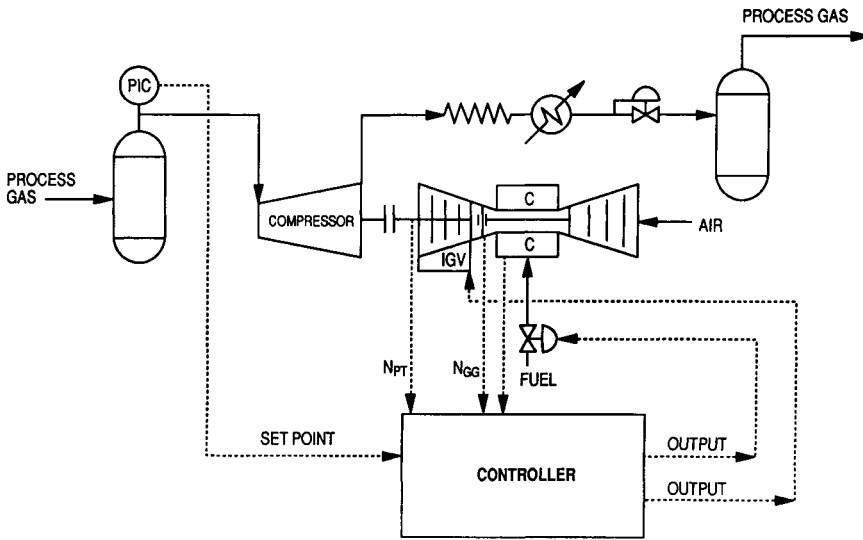 PROCESS GAS
PIC
PROCESS
GAS
COMPRESSOR
C
C
AIR
IGV
NPT
NGG
FUEL
SET POINT
CONTROLLER
OUTPUT
OUTPUT